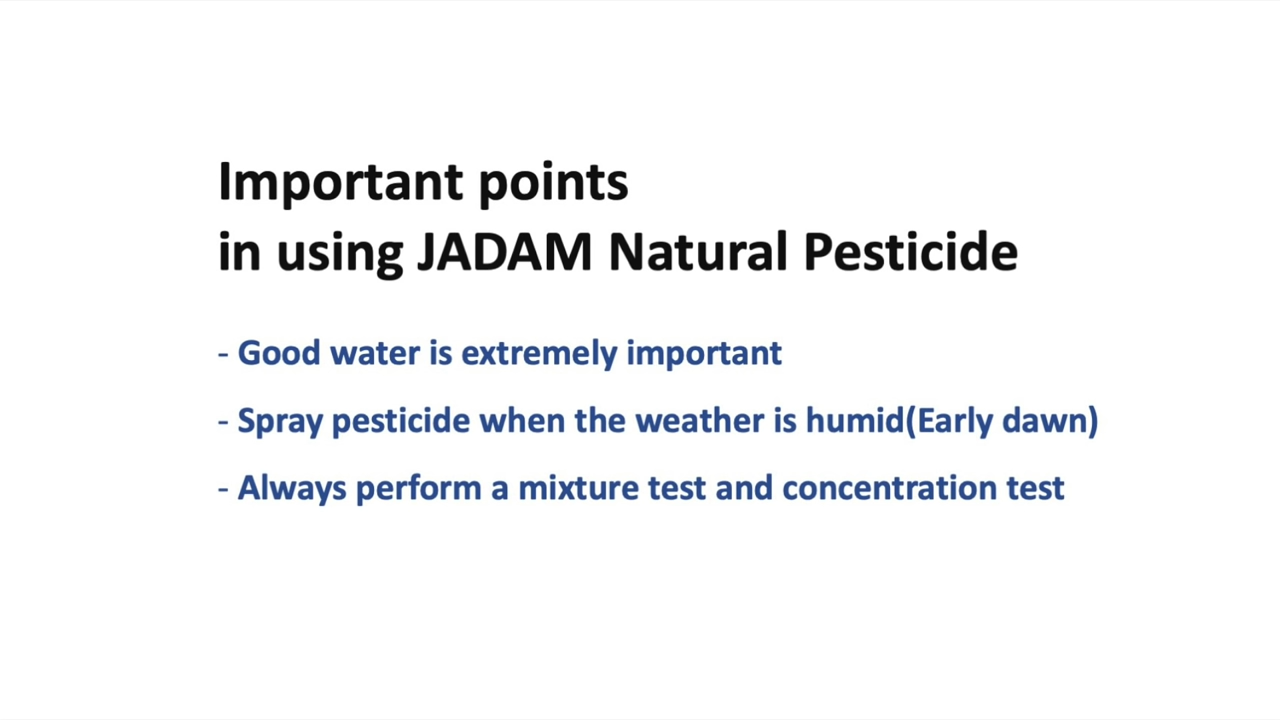 Important points
in using JADAM Natural Pesticide
- Good water is extremely important
- Spray pesticide when the weather is humid(Early dawn)
- Always perform a mixture test and concentration test